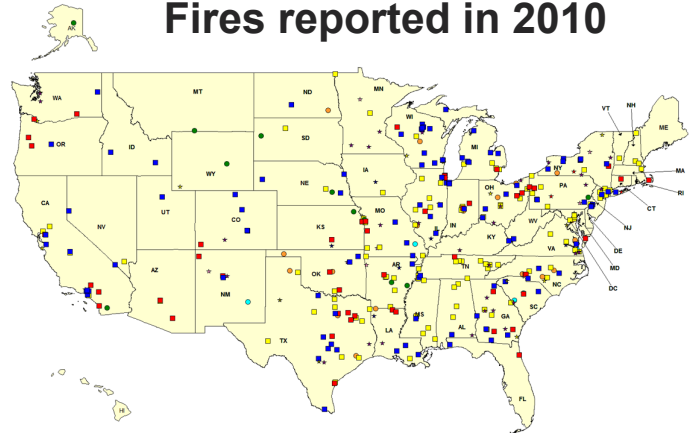 Fires reported in 2010
AK
WA
MT
ND
MN
VT
NH
ME
OR
ID
SD
WI
MI
NY
MA
WY
IA
NE
PA
RI
CT
NJ
OH
IN
CA
NV
UT
CO
KS
MO
KY
WV
VA
DE
MD
DC
AZ
NM
OK
AR
TN
NC
SC
TX
LA
MS
AL
GA
FL
HI